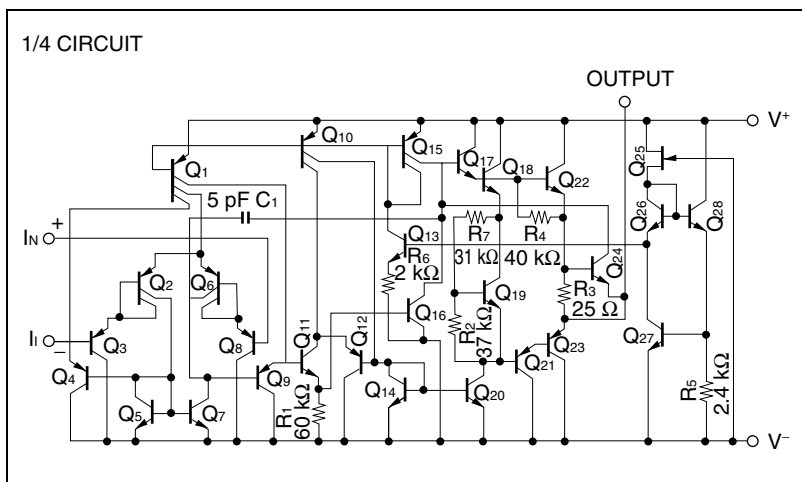 1/4 CIRCUIT
OUTPUT
V+
Q10
Q15
Q1
Q17
Q18
Q22
Q25
5 pF C1
Q26
Q28
+
IN
Q13
R7
31 kΩ
R4
40 kΩ
Q24
R6
2 kΩ
Q2
Q6
Q19
R3
25 Ω
Q16
II
−
Q3
Q8
Q11
Q12
R2
37 kΩ
Q27
Q4
Q9
Q21
Q23
Q5
Q7
R1
60 kΩ
Q14
Q20
R5
2.4 kΩ
V−